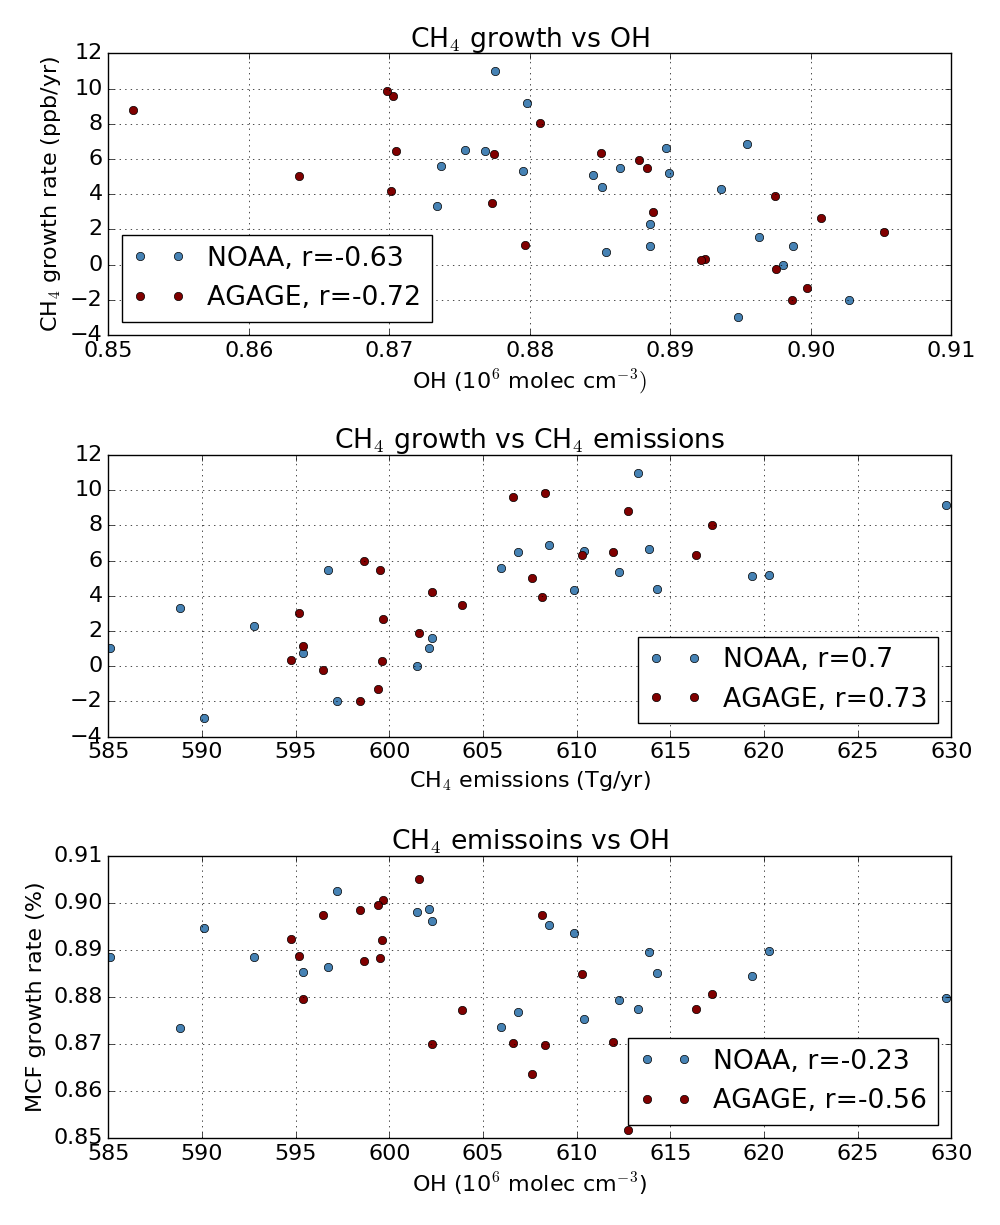 CH₄ growth vs OH
CH₄ growth rate (ppb/yr)
12
10
8
6
4
2
0
−2
−4
NOAA, r=-0.63
AGAGE, r=-0.72
0.85 0.86 0.87 0.88 0.89 0.90 0.91
OH (10⁶ molec cm⁻³)
CH₄ growth vs CH₄ emissions
12
10
8
6
4
2
0
−2
−4
NOAA, r=0.7
AGAGE, r=0.73
585 590 595 600 605 610 615 620 625 630
CH₄ emissions (Tg/yr)
CH₄ emissoins vs OH
MCF growth rate (%)
0.91
0.90
0.89
0.88
0.87
0.86
0.85
NOAA, r=-0.23
AGAGE, r=-0.56
585 590 595 600 605 610 615 620 625 630
OH (10⁶ molec cm⁻³)